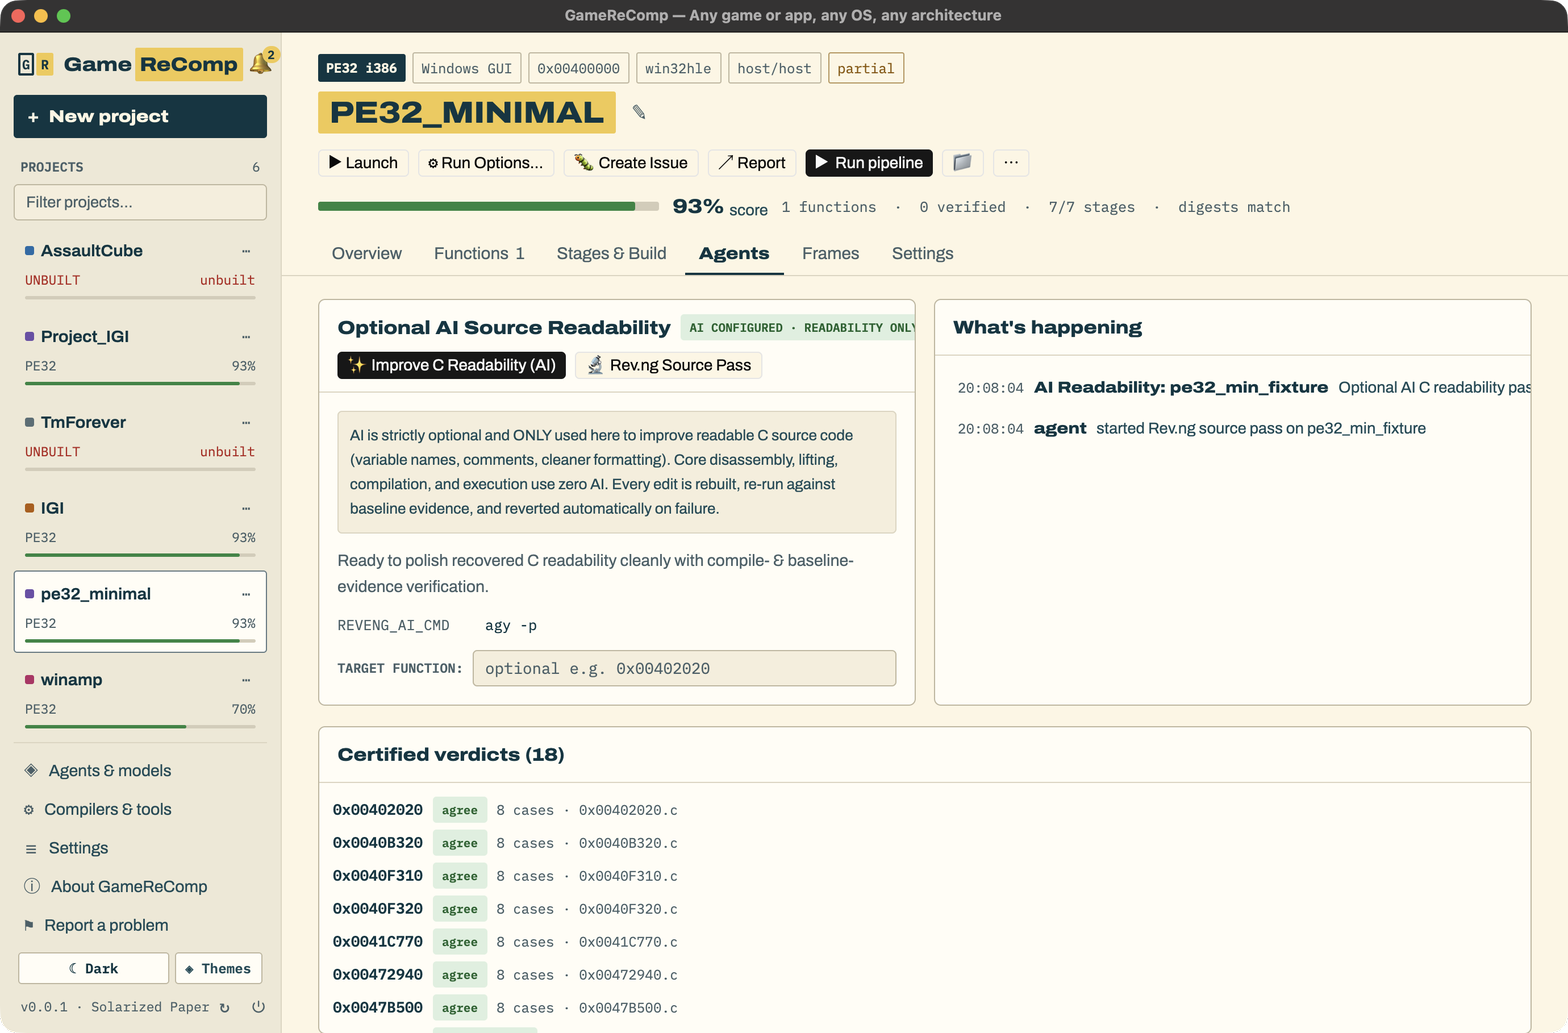 GameReComp — Any game or app, any OS, any architecture
GR Game ReComp 2
+ New project
PROJECTS 6
Filter projects...
AssaultCube ...
UNBUILT unbuilt
Project_IGI ...
PE32 93%
TmForever ...
UNBUILT unbuilt
IGI ...
PE32 93%
pe32_minimal ...
PE32 93%
winamp ...
PE32 70%
Agents & models
Compilers & tools
Settings
About GameReComp
Report a problem
Dark Themes
v0.0.1 · Solarized Paper
PE32 i386 Windows GUI 0x00400000 win32hle host/host partial
PE32_MINIMAL
Launch Run Options... Create Issue Report Run pipeline ...
93% score 1 functions · 0 verified · 7/7 stages · digests match
Overview Functions 1 Stages & Build Agents Frames Settings
Optional AI Source Readability AI CONFIGURED · READABILITY ONLY
Improve C Readability (AI) Rev.ng Source Pass
AI is strictly optional and ONLY used here to improve readable C source code
(variable names, comments, cleaner formatting). Core disassembly, lifting,
compilation, and execution use zero AI. Every edit is rebuilt, re-run against
baseline evidence, and reverted automatically on failure.
Ready to polish recovered C readability cleanly with compile- & baseline-
evidence verification.
REVENG_AI_CMD agy -p
TARGET FUNCTION: optional e.g. 0x00402020
What's happening
20:08:04 AI Readability: pe32_min_fixture Optional AI C readability pas
20:08:04 agent started Rev.ng source pass on pe32_min_fixture
Certified verdicts (18)
0x00402020 agree 8 cases · 0x00402020.c
0x0040B320 agree 8 cases · 0x0040B320.c
0x0040F310 agree 8 cases · 0x0040F310.c
0x0040F320 agree 8 cases · 0x0040F320.c
0x0041C770 agree 8 cases · 0x0041C770.c
0x00472940 agree 8 cases · 0x00472940.c
0x0047B500 agree 8 cases · 0x0047B500.c